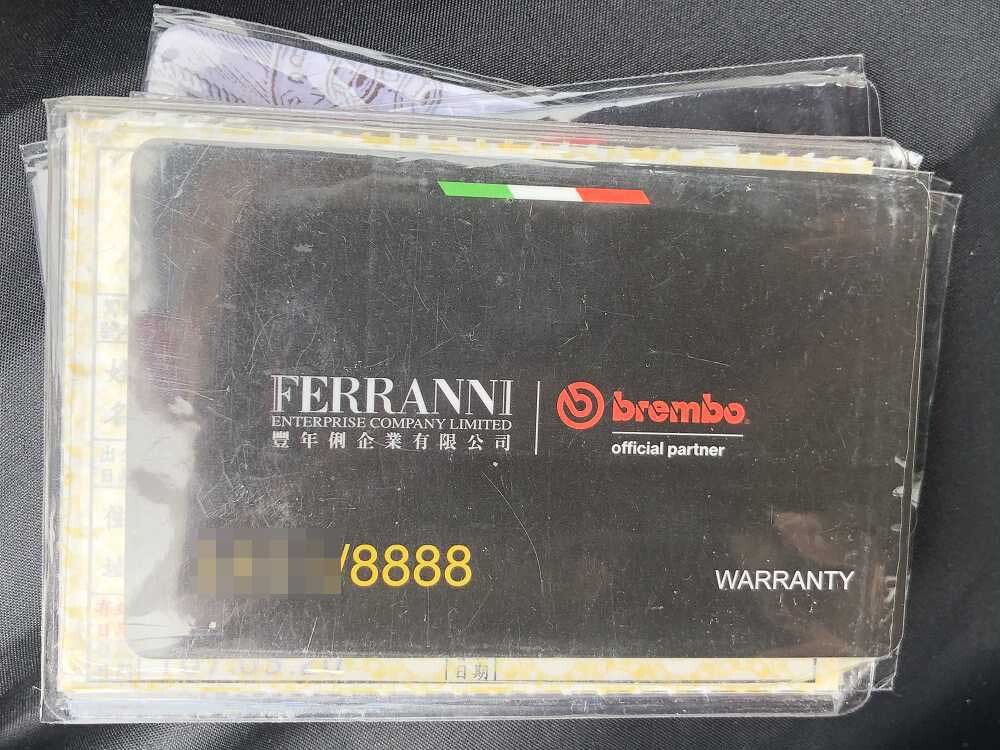 FERRANNI
ENTERPRISE COMPANY LIMITED
豐年俐企業有限公司
brembo
official partner
/8888
WARRANTY
日期